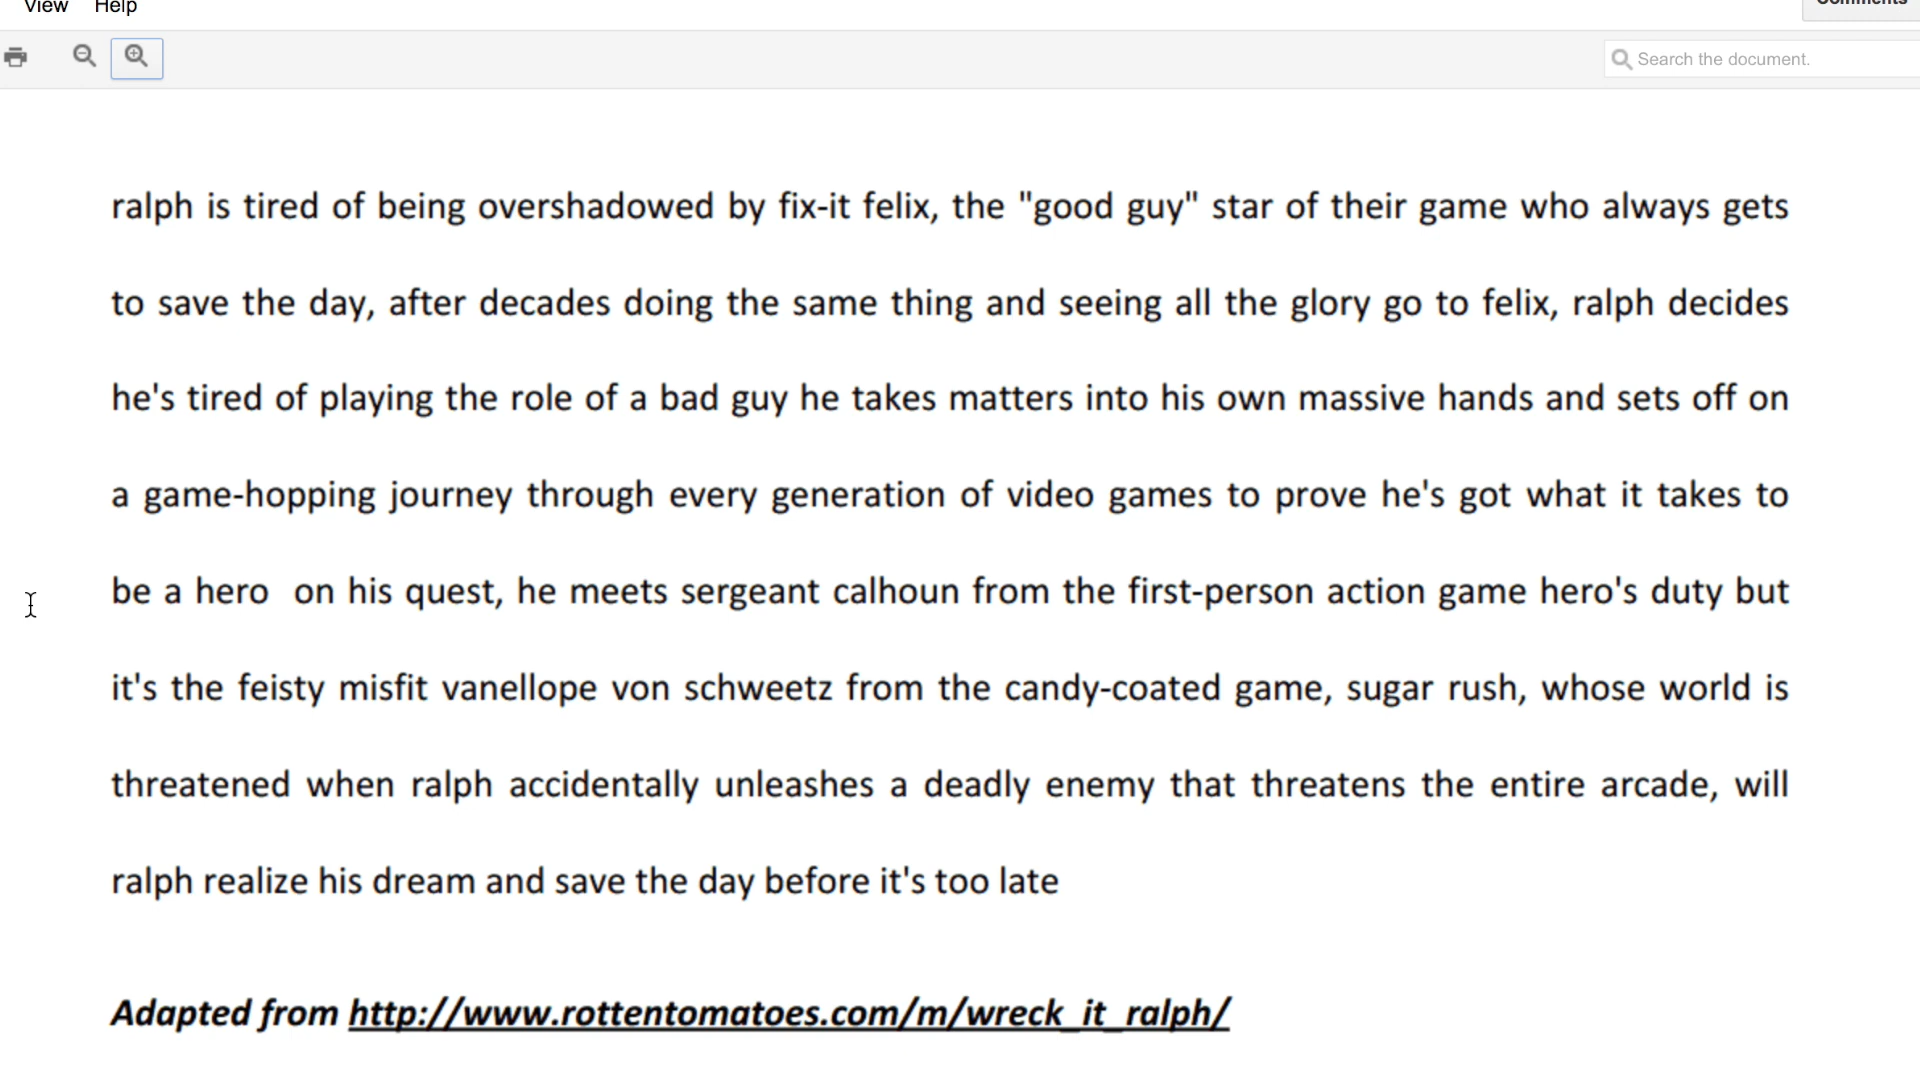 View Help Comments
Search the document.
ralph is tired of being overshadowed by fix-it felix, the "good guy" star of their game who always gets
to save the day, after decades doing the same thing and seeing all the glory go to felix, ralph decides
he's tired of playing the role of a bad guy he takes matters into his own massive hands and sets off on
a game-hopping journey through every generation of video games to prove he's got what it takes to
be a hero  on his quest, he meets sergeant calhoun from the first-person action game hero's duty but
it's the feisty misfit vanellope von schweetz from the candy-coated game, sugar rush, whose world is
threatened when ralph accidentally unleashes a deadly enemy that threatens the entire arcade, will
ralph realize his dream and save the day before it's too late
Adapted from http://www.rottentomatoes.com/m/wreck_it_ralph/